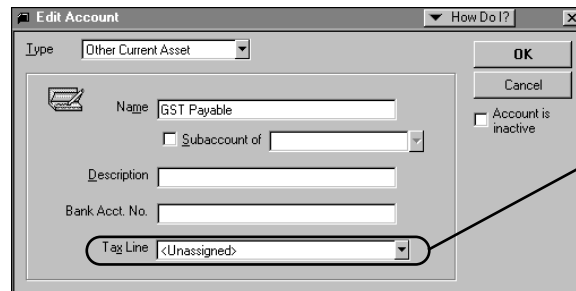 Edit Account
How Do I?
Type Other Current Asset
OK
Cancel
Name GST Payable
Account is
inactive
Subaccount of
Description
Bank Acct. No.
Tax Line <Unassigned>